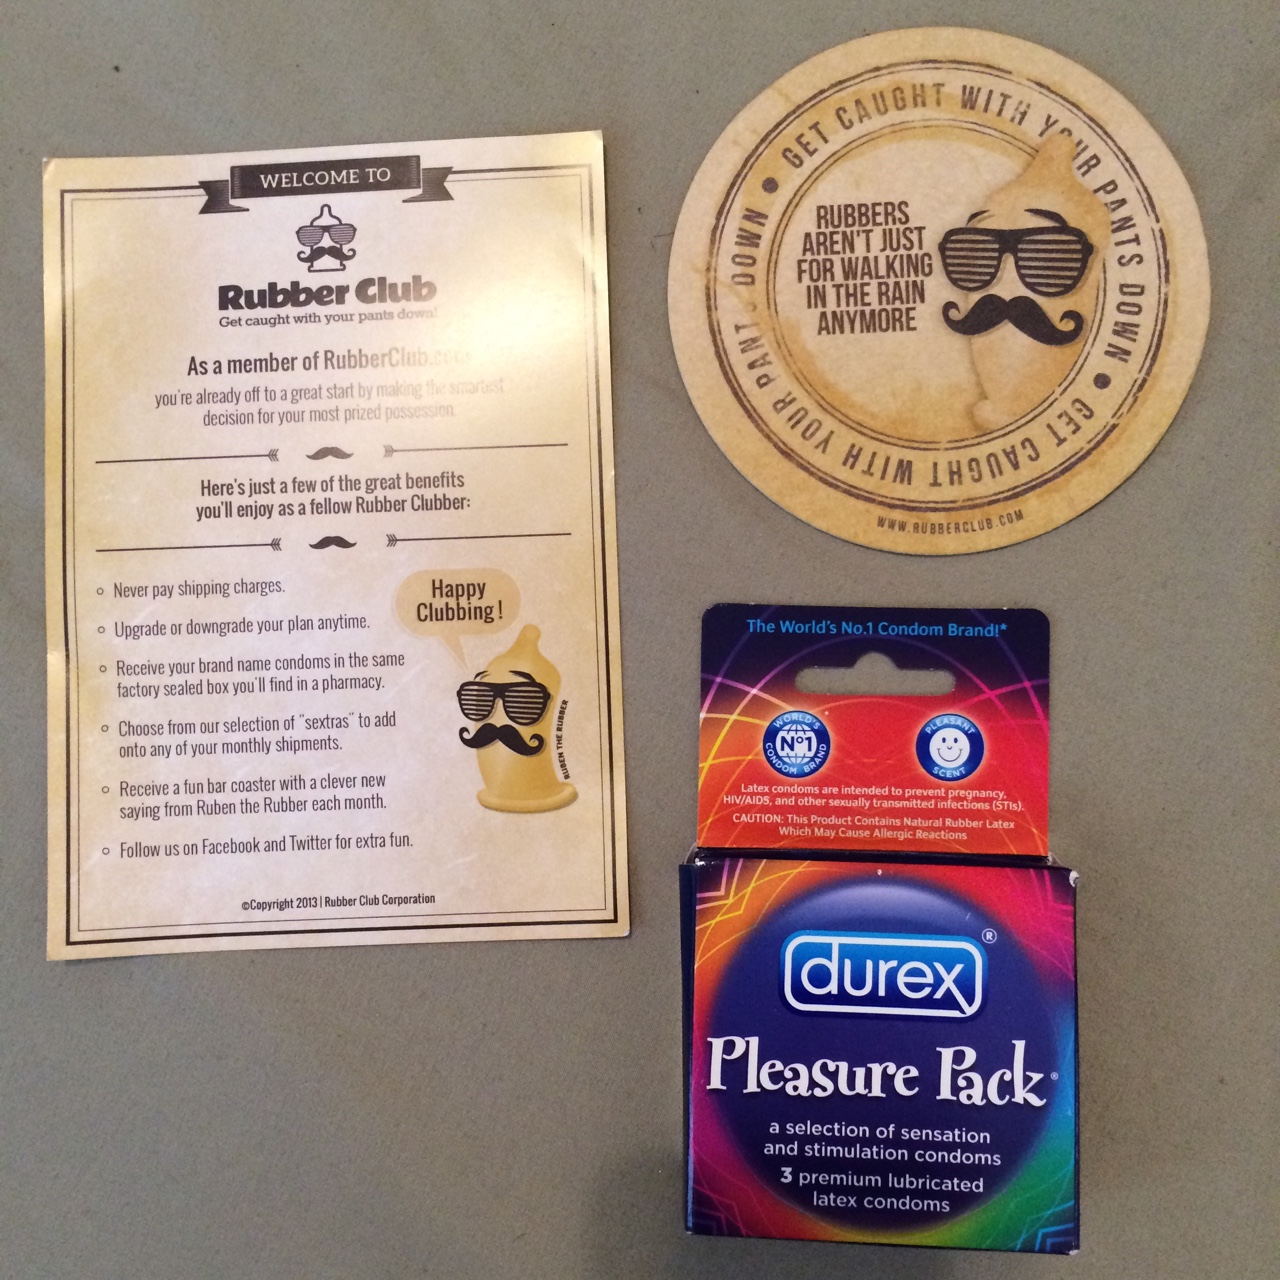 WELCOME TO
Rubber Club
Get caught with your pants down!
As a member of RubberClub.com
you're already off to a great start by making the smartest
decision for your most prized possession.
Here's just a few of the great benefits
you'll enjoy as a fellow Rubber Clubber:
Never pay shipping charges.
Upgrade or downgrade your plan anytime.
Receive your brand name condoms in the same
factory sealed box you'll find in a pharmacy.
Choose from our selection of "sextras" to add
onto any of your monthly shipments.
Receive a fun bar coaster with a clever new
saying from Ruben the Rubber each month.
Follow us on Facebook and Twitter for extra fun.
Happy
Clubbing!
RUBEN THE RUBBER
©Copyright 2013 | Rubber Club Corporation
GET CAUGHT WITH YOUR PANTS DOWN
GET CAUGHT WITH YOUR PANTS DOWN
RUBBERS
AREN'T JUST
FOR WALKING
IN THE RAIN
ANYMORE
WWW.RUBBERCLUB.COM
The World's No.1 Condom Brand!*
WORLD'S
Nº1
CONDOM BRAND
PLEASANT
SCENT
Latex condoms are intended to prevent pregnancy,
HIV/AIDS, and other sexually transmitted infections (STIs).
CAUTION: This Product Contains Natural Rubber Latex
Which May Cause Allergic Reactions
durex®
Pleasure Pack®
a selection of sensation
and stimulation condoms
3 premium lubricated
latex condoms